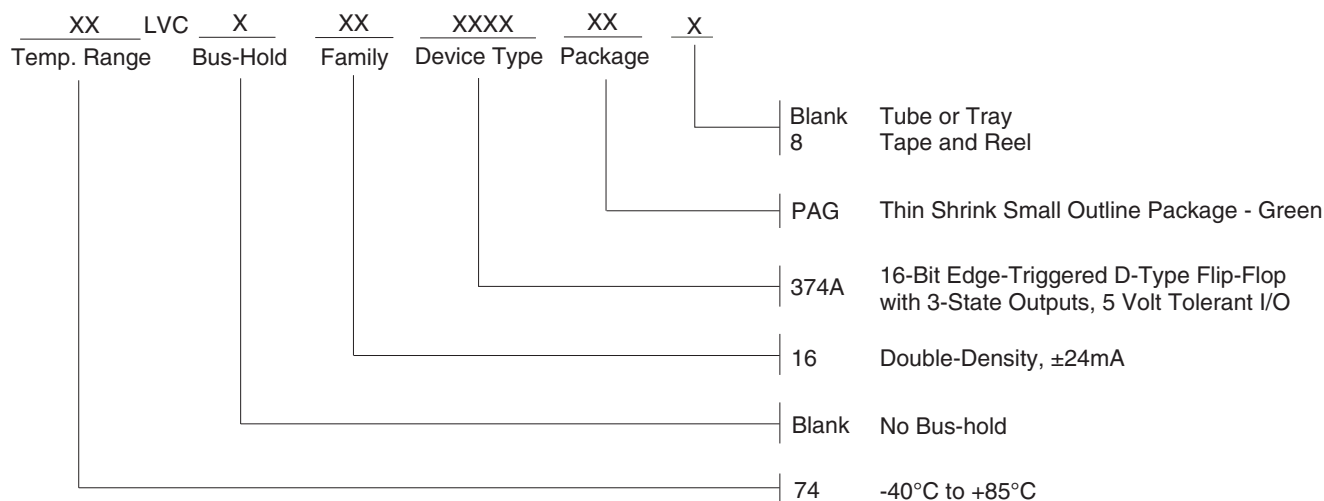 XX LVC X XX XXXX XX X
Temp. Range Bus-Hold Family Device Type Package
Blank Tube or Tray
8 Tape and Reel
PAG Thin Shrink Small Outline Package - Green
374A 16-Bit Edge-Triggered D-Type Flip-Flop
with 3-State Outputs, 5 Volt Tolerant I/O
16 Double-Density, ±24mA
Blank No Bus-hold
74 -40°C to +85°C